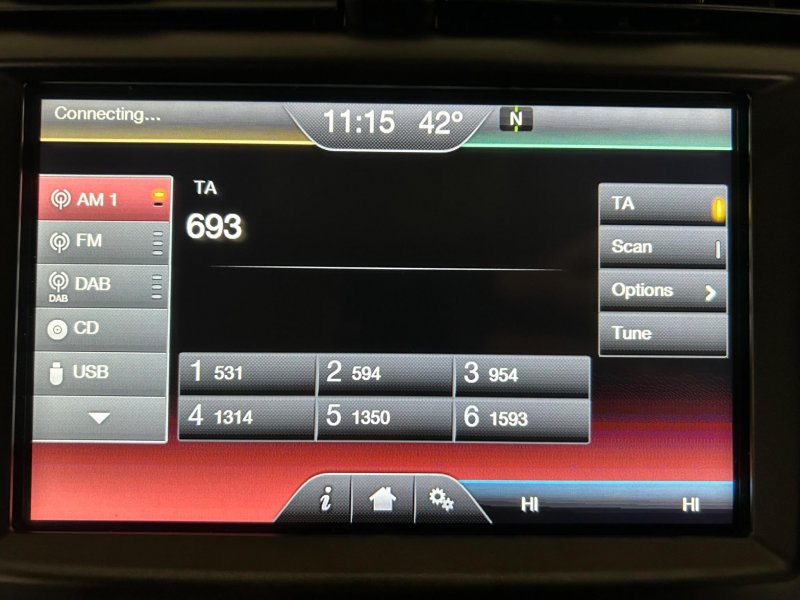 Connecting...
11:15 42° N
AM 1
FM
DAB
DAB
CD
USB
TA
693
TA
Scan
Options
Tune
1 531 2 594 3 954
4 1314 5 1350 6 1593
i
HI HI